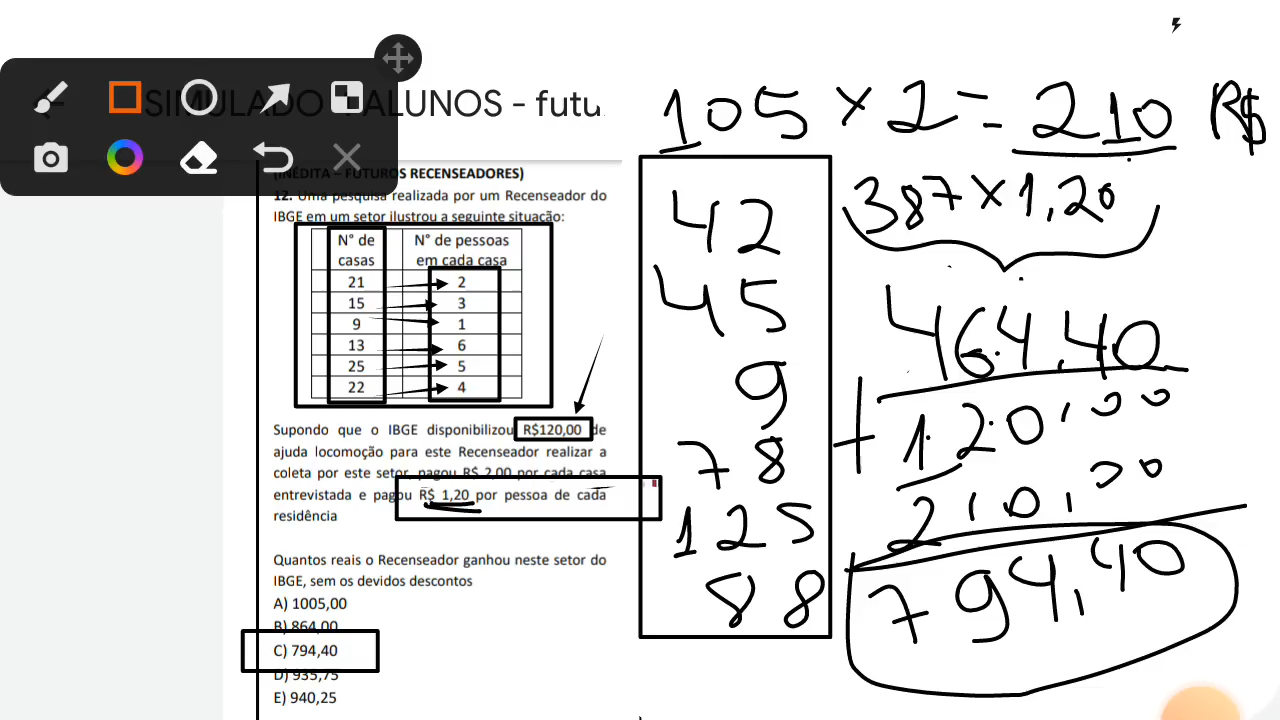 SIMULADO
ALUNOS - futu
(INÉDITA – FUTUROS RECENSEADORES)
12. Uma pesquisa realizada por um Recenseador do
IBGE em um setor ilustrou a seguinte situação:
N° de casas N° de pessoas em cada casa
21 2
15 3
9 1
13 6
25 5
22 4
Supondo que o IBGE disponibilizou R$120,00 de
ajuda locomoção para este Recenseador realizar a
coleta por este setor, pagou R$ 2,00 por cada casa
entrevistada e pagou R$ 1,20 por pessoa de cada
residência
Quantos reais o Recenseador ganhou neste setor do
IBGE, sem os devidos descontos
A) 1005,00
B) 864,00
C) 794,40
D) 935,75
E) 940,25
105 × 2 = 210 R$
42
45
9
78
125
88
387 × 1,20
464,40
+ 120,00
210,00
794,40